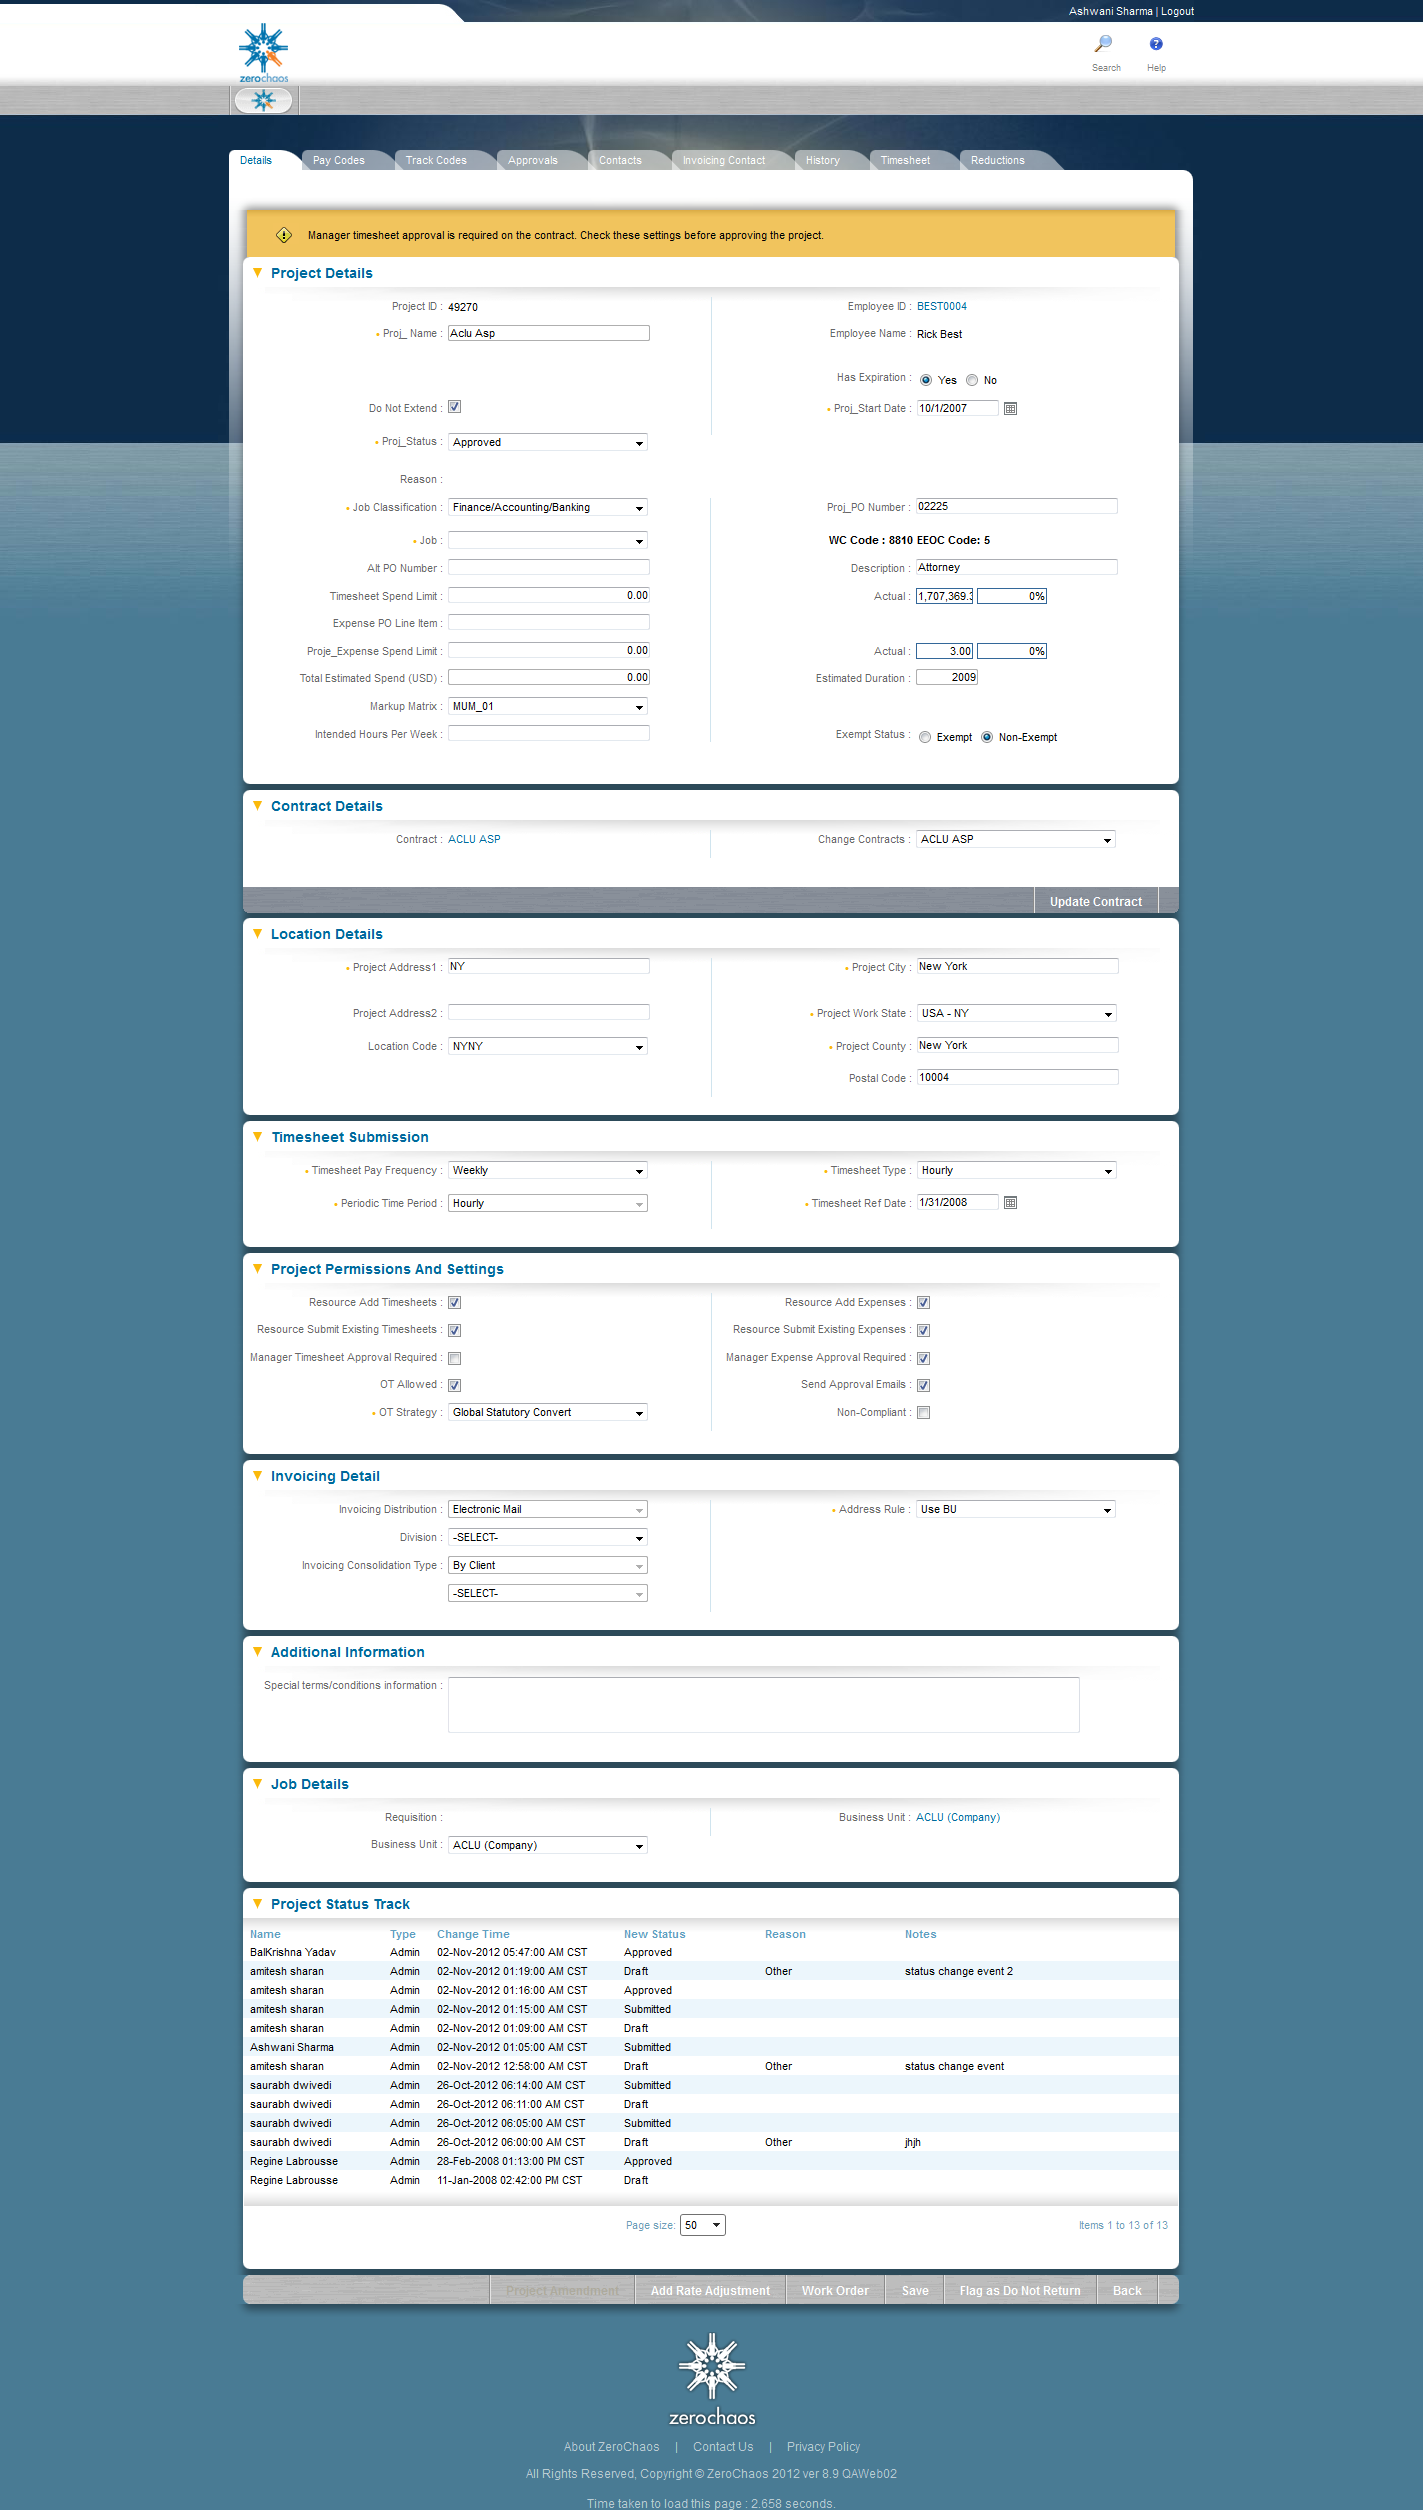 Ashwani Sharma | Logout
zerochaos
Search Help
Details Pay Codes Track Codes Approvals Contacts Invoicing Contact History Timesheet Reductions
Manager timesheet approval is required on the contract. Check these settings before approving the project.
Project Details
Project ID : 49270 Employee ID : BEST0004
Proj_ Name : Aclu Asp Employee Name : Rick Best
Has Expiration : Yes No
Do Not Extend : Proj_Start Date : 10/1/2007
Proj_Status : Approved
Reason :
Job Classification : Finance/Accounting/Banking Proj_PO Number : 02225
Job : WC Code : 8810 EEOC Code: 5
Alt PO Number : Description : Attorney
Timesheet Spend Limit : 0.00 Actual : 1,707,369.3 0%
Expense PO Line Item :
Proje_Expense Spend Limit : 0.00 Actual : 3.00 0%
Total Estimated Spend (USD) : 0.00 Estimated Duration : 2009
Markup Matrix : MUM_01
Intended Hours Per Week : Exempt Status : Exempt Non-Exempt
Contract Details
Contract : ACLU ASP Change Contracts : ACLU ASP
Update Contract
Location Details
Project Address1 : NY Project City : New York
Project Address2 : Project Work State : USA - NY
Location Code : NYNY Project County : New York
Postal Code : 10004
Timesheet Submission
Timesheet Pay Frequency : Weekly Timesheet Type : Hourly
Periodic Time Period : Hourly Timesheet Ref Date : 1/31/2008
Project Permissions And Settings
Resource Add Timesheets : Resource Add Expenses :
Resource Submit Existing Timesheets : Resource Submit Existing Expenses :
Manager Timesheet Approval Required : Manager Expense Approval Required :
OT Allowed : Send Approval Emails :
OT Strategy : Global Statutory Convert Non-Compliant :
Invoicing Detail
Invoicing Distribution : Electronic Mail Address Rule : Use BU
Division : -SELECT-
Invoicing Consolidation Type : By Client
-SELECT-
Additional Information
Special terms/conditions information :
Job Details
Requisition : Business Unit : ACLU (Company)
Business Unit : ACLU (Company)
Project Status Track
Name Type Change Time New Status Reason Notes
BalKrishna Yadav Admin 02-Nov-2012 05:47:00 AM CST Approved
amitesh sharan Admin 02-Nov-2012 01:19:00 AM CST Draft Other status change event 2
amitesh sharan Admin 02-Nov-2012 01:16:00 AM CST Approved
amitesh sharan Admin 02-Nov-2012 01:15:00 AM CST Submitted
amitesh sharan Admin 02-Nov-2012 01:09:00 AM CST Draft
Ashwani Sharma Admin 02-Nov-2012 01:05:00 AM CST Submitted
amitesh sharan Admin 02-Nov-2012 12:58:00 AM CST Draft Other status change event
saurabh dwivedi Admin 26-Oct-2012 06:14:00 AM CST Submitted
saurabh dwivedi Admin 26-Oct-2012 06:11:00 AM CST Draft
saurabh dwivedi Admin 26-Oct-2012 06:05:00 AM CST Submitted
saurabh dwivedi Admin 26-Oct-2012 06:00:00 AM CST Draft Other jhjh
Regine Labrousse Admin 28-Feb-2008 01:13:00 PM CST Approved
Regine Labrousse Admin 11-Jan-2008 02:42:00 PM CST Draft
Page size: 50 Items 1 to 13 of 13
Project Amendment Add Rate Adjustment Work Order Save Flag as Do Not Return Back
zerochaos
About ZeroChaos | Contact Us | Privacy Policy
All Rights Reserved, Copyright © ZeroChaos 2012 ver 8.9 QAWeb02
Time taken to load this page : 2.658 seconds.